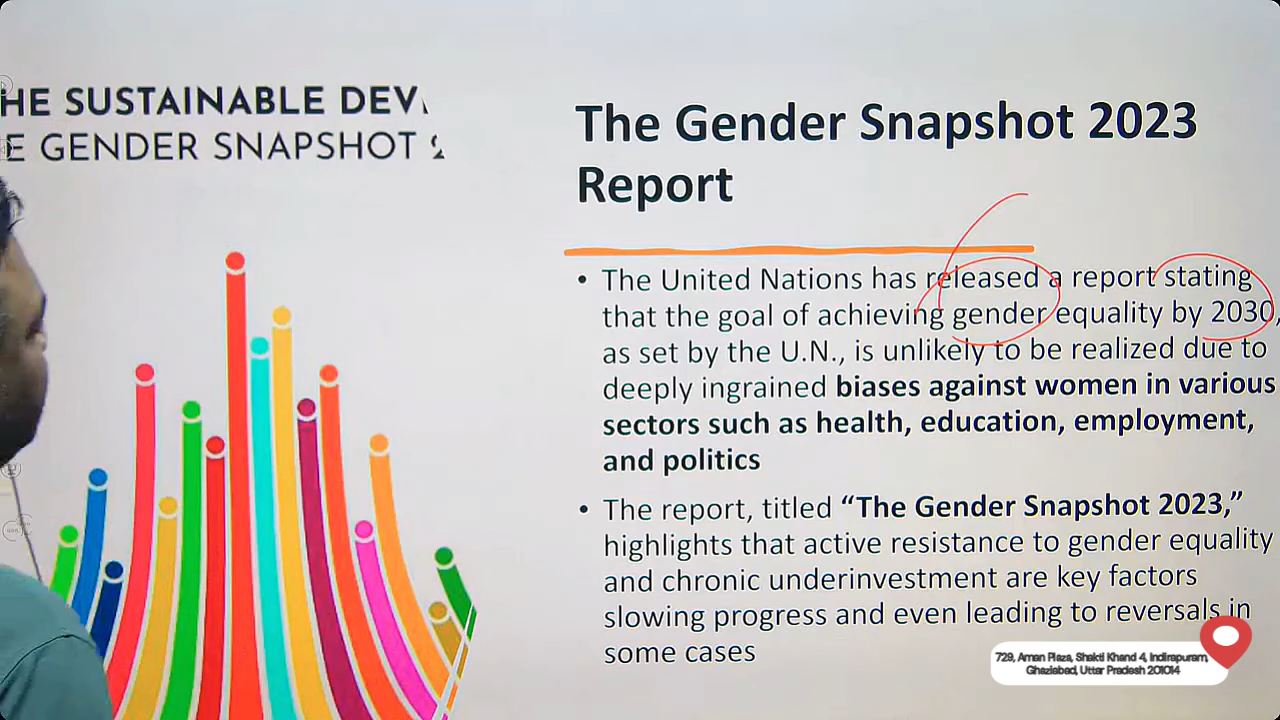 HE SUSTAINABLE DEV
E GENDER SNAPSHOT
The Gender Snapshot 2023
Report
• The United Nations has released a report stating
that the goal of achieving gender equality by 2030,
as set by the U.N., is unlikely to be realized due to
deeply ingrained biases against women in various
sectors such as health, education, employment,
and politics
• The report, titled “The Gender Snapshot 2023,”
highlights that active resistance to gender equality
and chronic underinvestment are key factors
slowing progress and even leading to reversals in
some cases
729, Aman Plaza, Shakti Khand 4, Indirapuram,
Ghaziabad, Uttar Pradesh 201014